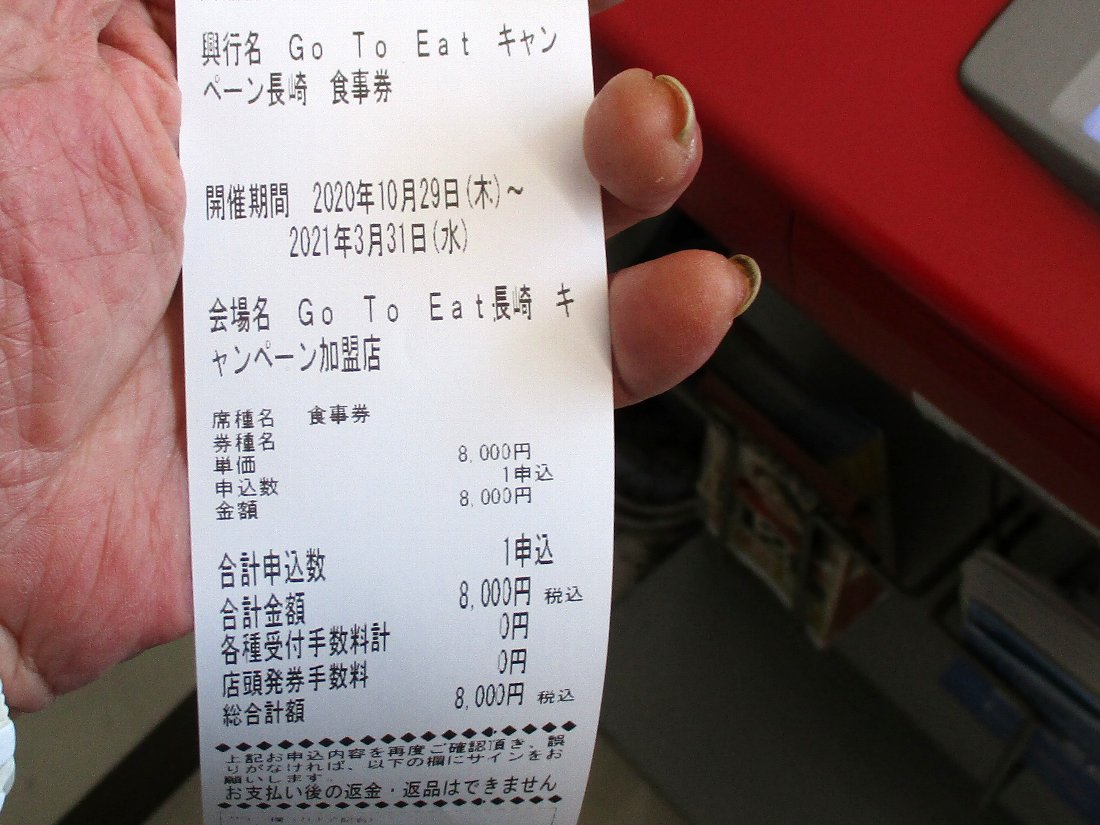 興行名 Go To Eat キャン
ペーン長崎 食事券
開催期間 2020年10月29日(木)～
2021年3月31日(水)
会場名 Go To Eat長崎 キ
ャンペーン加盟店
席種名 食事券
券種名
単価 8,000円
申込数 1申込
金額 8,000円
合計申込数 1申込
合計金額 8,000円 税込
各種受付手数料計 0円
店頭発券手数料 0円
総合計額 8,000円 税込
上記お申込内容を再度ご確認頂き、誤
りがなければ、以下の欄にサインをお
願いします。
お支払い後の返金・返品はできません